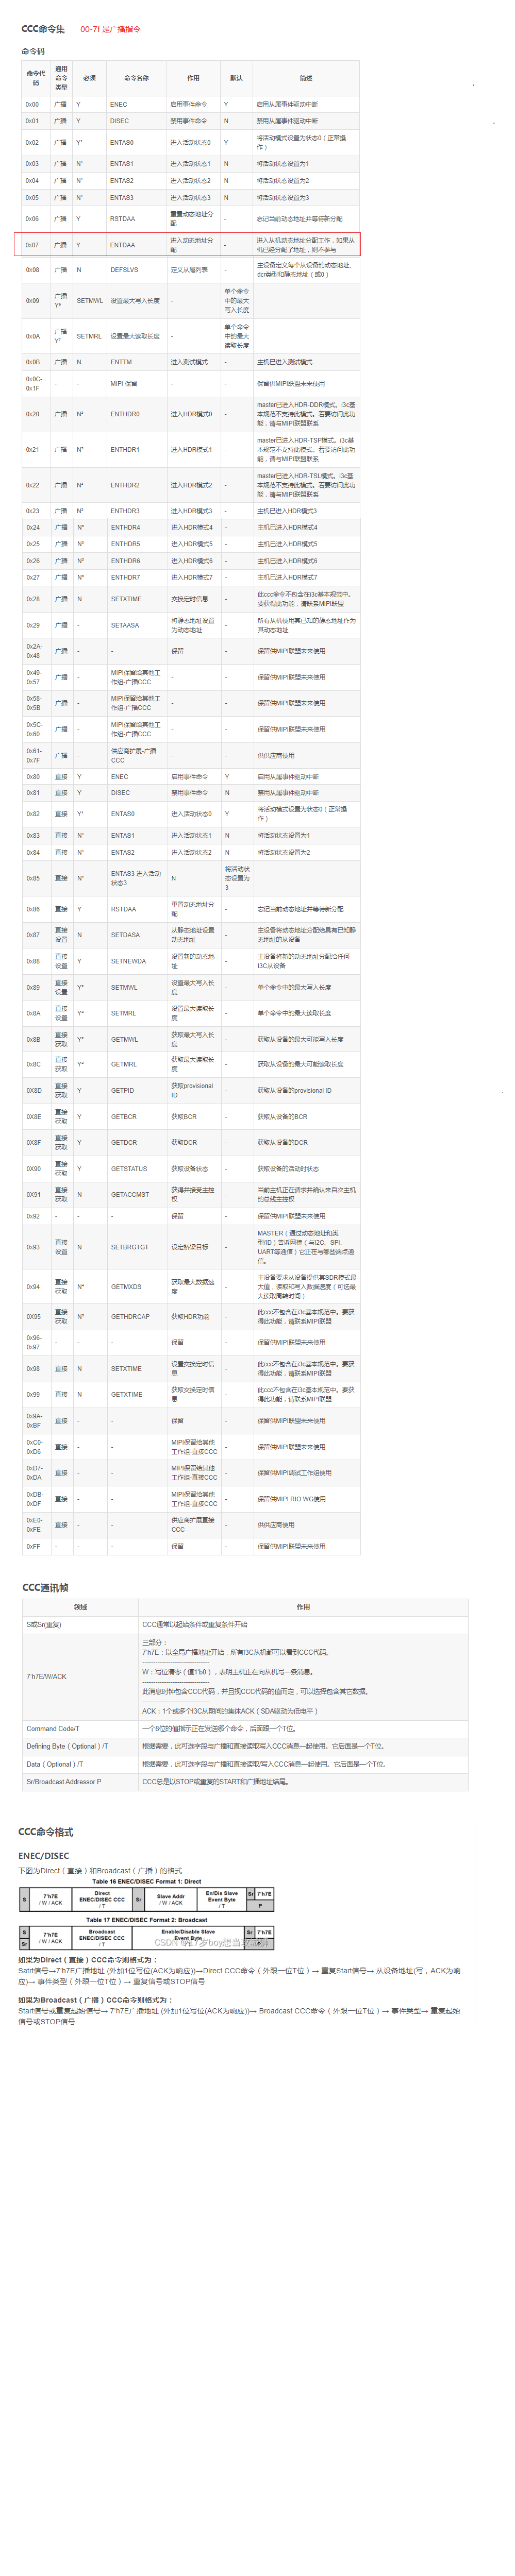 CCC命令集 00-7f 是广播指令
命令码
命令代码 通用命令类型 必须 命令名称 作用 默认 简述
0x00 广播 Y ENEC 启用事件命令 Y 启用从属事件驱动中断
0x01 广播 Y DISEC 禁用事件命令 N 禁用从属事件驱动中断
0x02 广播 Y¹ ENTAS0 进入活动状态0 Y 将活动模式设置为状态0（正常操作）
0x03 广播 N¹ ENTAS1 进入活动状态1 N 将活动状态设置为1
0x04 广播 N¹ ENTAS2 进入活动状态2 N 将活动状态设置为2
0x05 广播 N¹ ENTAS3 进入活动状态3 N 将活动状态设置为3
0x06 广播 Y RSTDAA 重置动态地址分配 - 忘记当前动态地址并等待新分配
0x07 广播 Y ENTDAA 进入动态地址分配 - 进入从机动态地址分配工作，如果从机已经分配了地址，则不参与
0x08 广播 N DEFSLVS 定义从属列表 - 主设备定义每个从设备的动态地址、dcr类型和静态地址（或0）
0x09 广播 Y⁶ SETMWL 设置最大写入长度 - 单个命令中的最大写入长度
0x0A 广播 Y⁷ SETMRL 设置最大读取长度 - 单个命令中的最大读取长度
0x0B 广播 N ENTTM 进入测试模式 - 主机已进入测试模式
0x0C-0x1F - - MIPI 保留 - - 保留供MIPI联盟未来使用
0x20 广播 N⁸ ENTHDR0 进入HDR模式0 - master已进入HDR-DDR模式。i3c基本规范不支持此模式。若要访问此功能，请与MIPI联盟联系
0x21 广播 N⁸ ENTHDR1 进入HDR模式1 - master已进入HDR-TSP模式。i3c基本规范不支持此模式。若要访问此功能，请与MIPI联盟联系
0x22 广播 N⁸ ENTHDR2 进入HDR模式2 - master已进入HDR-TSL模式。i3c基本规范不支持此模式。若要访问此功能，请与MIPI联盟联系
0x23 广播 N⁸ ENTHDR3 进入HDR模式3 - 主机已进入HDR模式3
0x24 广播 N⁸ ENTHDR4 进入HDR模式4 - 主机已进入HDR模式4
0x25 广播 N⁸ ENTHDR5 进入HDR模式5 - 主机已进入HDR模式5
0x26 广播 N⁸ ENTHDR6 进入HDR模式6 - 主机已进入HDR模式6
0x27 广播 N⁸ ENTHDR7 进入HDR模式7 - 主机已进入HDR模式7
0x28 广播 N SETXTIME 交换定时信息 - 此ccc命令不包含在i3c基本规范中。要获得此功能，请联系MIPI联盟
0x29 广播 - SETAASA 将静态地址设置为动态地址 - 所有从机使用其已知的静态地址作为其动态地址
0x2A-0x48 广播 - - 保留 - 保留供MIPI联盟未来使用
0x49-0x57 广播 - MIPI保留给其他工作组-广播CCC - - 保留供MIPI联盟未来使用
0x58-0x5B 广播 - MIPI保留给其他工作组-广播CCC - - 保留供MIPI联盟未来使用
0x5C-0x60 广播 - MIPI保留给其他工作组-广播CCC - - 保留供MIPI联盟未来使用
0x61-0x7F 广播 - 供应商扩展-广播CCC - - 供供应商使用
0x80 直接 Y ENEC 启用事件命令 Y 启用从属事件驱动中断
0x81 直接 Y DISEC 禁用事件命令 N 禁用从属事件驱动中断
0x82 直接 Y¹ ENTAS0 进入活动状态0 Y 将活动模式设置为状态0（正常操作）
0x83 直接 N¹ ENTAS1 进入活动状态1 N 将活动状态设置为1
0x84 直接 N¹ ENTAS2 进入活动状态2 N 将活动状态设置为2
0x85 直接 N¹ ENTAS3 进入活动状态3 N 将活动状态设置为3
0x86 直接 Y RSTDAA 重置动态地址分配 - 忘记当前动态地址并等待新分配
0x87 直接设置 N SETDASA 从静态地址设置动态地址 - 主设备将动态地址分配给具有已知静态地址的从设备
0x88 直接设置 Y SETNEWDA 设置新的动态地址 - 主设备将新的动态地址分配给任何I3C从设备
0x89 直接设置 Y⁶ SETMWL 设置最大写入长度 - 单个命令中的最大写入长度
0x8A 直接设置 Y⁶ SETMRL 设置最大读取长度 - 单个命令中的最大读取长度
0x8B 直接获取 Y⁶ GETMWL 获取最大写入长度 - 获取从设备的最大可能写入长度
0x8C 直接获取 Y⁶ GETMRL 获取最大读取长度 - 获取从设备的最大可能读取长度
0X8D 直接获取 Y GETPID 获取provisional ID - 获取从设备的provisional ID
0X8E 直接获取 Y GETBCR 获取BCR - 获取从设备的BCR
0X8F 直接获取 Y GETDCR 获取DCR - 获取从设备的DCR
0X90 直接获取 Y GETSTATUS 获取设备状态 - 获取设备的活动时状态
0X91 直接获取 N GETACCMST 获得并接受主控权 - 当前主机正在请求并确认来自次主机的总线主控权
0x92 - - - 保留 - 保留供MIPI联盟未来使用
0x93 直接设置 N SETBRGTGT 设定桥梁目标 - MASTER（通过动态地址和类型/ID）告诉网桥（与I2C、SPI、UART等通信）它正在与哪些端点通信。
0x94 直接获取 N⁶ GETMXDS 获取最大数据速度 - 主设备要求从设备提供其SDR模式最大值，读取和写入数据速度（可选最大读取周转时间）
0X95 直接获取 N⁸ GETHDRCAP 获取HDR功能 - 此ccc不包含在i3c基本规范中。要获得此功能，请联系MIPI联盟
0x96-0x97 - - - 保留 - 保留供MIPI联盟未来使用
0x98 直接 N SETXTIME 设置交换定时信息 - 此ccc不包含在i3c基本规范中。要获得此功能，请联系MIPI联盟
0x99 直接 N GETXTIME 获取交换定时信息 - 此ccc不包含在i3c基本规范中。要获得此功能，请联系MIPI联盟
0x9A-0xBF 直接 - - 保留 - 保留供MIPI联盟未来使用
0xC0-0xD6 直接 - - MIPI保留给其他工作组-直接CCC - 保留供MIPI联盟未来使用
0xD7-0xDA 直接 - - MIPI保留给其他工作组-直接CCC - 保留供MIPI调试工作组使用
0xDB-0xDF 直接 - - MIPI保留给其他工作组-直接CCC - 保留供MIPI RIO WG使用
0xE0-0xFE 直接 - - 供应商扩展直接CCC - 供供应商使用
0xFF - - - 保留 - 保留供MIPI联盟未来使用
CCC通讯帧
领域 作用
S或Sr(重复) CCC通常以起始条件或重复条件开始
7'h7E/W/ACK 三部分：
7'h7E：以全局广播地址开始，所有I3C从机都可以看到CCC代码。
W：写位清零（值1'b0），表明主机正在向从机写一条消息。
此消息时钟包含CCC代码，并且视CCC代码的值而定，可以选择包含其它数据。
ACK：1个或多个I3C从期间的集体ACK（SDA驱动为低电平）
Command Code/T 一个8位的值指示正在发送哪个命令，后面跟一个T位。
Defining Byte（Optional）/T 根据需要，此可选字段与广播和直接读取写入CCC消息一起使用。它后面是一个T位。
Data（Optional）/T 根据需要，此可选字段与广播和直接读取/写入CCC消息一起使用。它后面是一个T位。
Sr/Broadcast Addressor P CCC总是以STOP或重复的START和广播地址结尾。
CCC命令格式
ENEC/DISEC
下图为Direct（直接）和Broadcast（广播）的格式
Table 16 ENEC/DISEC Format 1: Direct
S 7'h7E / W / ACK Direct ENEC/DISEC CCC / T Sr Slave Addr / W / ACK En/Dis Slave Event Byte / T Sr 7'h7E
P
Table 17 ENEC/DISEC Format 2: Broadcast
S Sr 7'h7E / W / ACK Broadcast ENEC/DISEC CCC / T Enable/Disable Slave Event Byte Sr 7'h7E
P
如果为Direct（直接）CCC命令则格式为：
Satrt信号→7'h7E广播地址 (外加1位写位(ACK为响应))→Direct CCC命令（外跟一位T位）→ 重复Start信号→ 从设备地址(写，ACK为响
应)→ 事件类型（外跟一位T位）→ 重复信号或STOP信号
如果为Broadcast（广播）CCC命令则格式为：
Start信号或重复起始信号→ 7'h7E广播地址 (外加1位写位(ACK为响应))→ Broadcast CCC命令（外跟一位T位）→ 事件类型→ 重复起始
信号或STOP信号